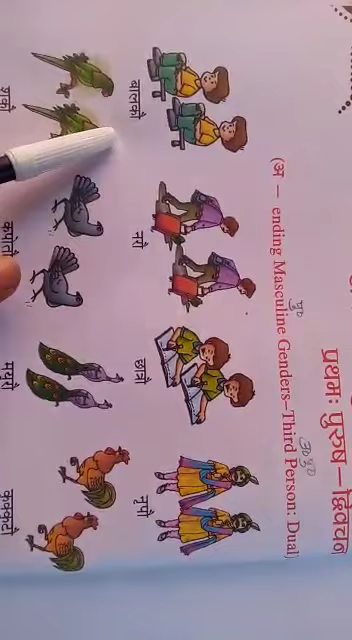 प्रथमः पुरुष–द्विवचन
(अ – ending Masculine Genders–Third Person: Dual)
बालकौ
नरौ
छात्रौ
नृपौ
शुकौ
कपोतौ
मयूरौ
कुक्कुटौ